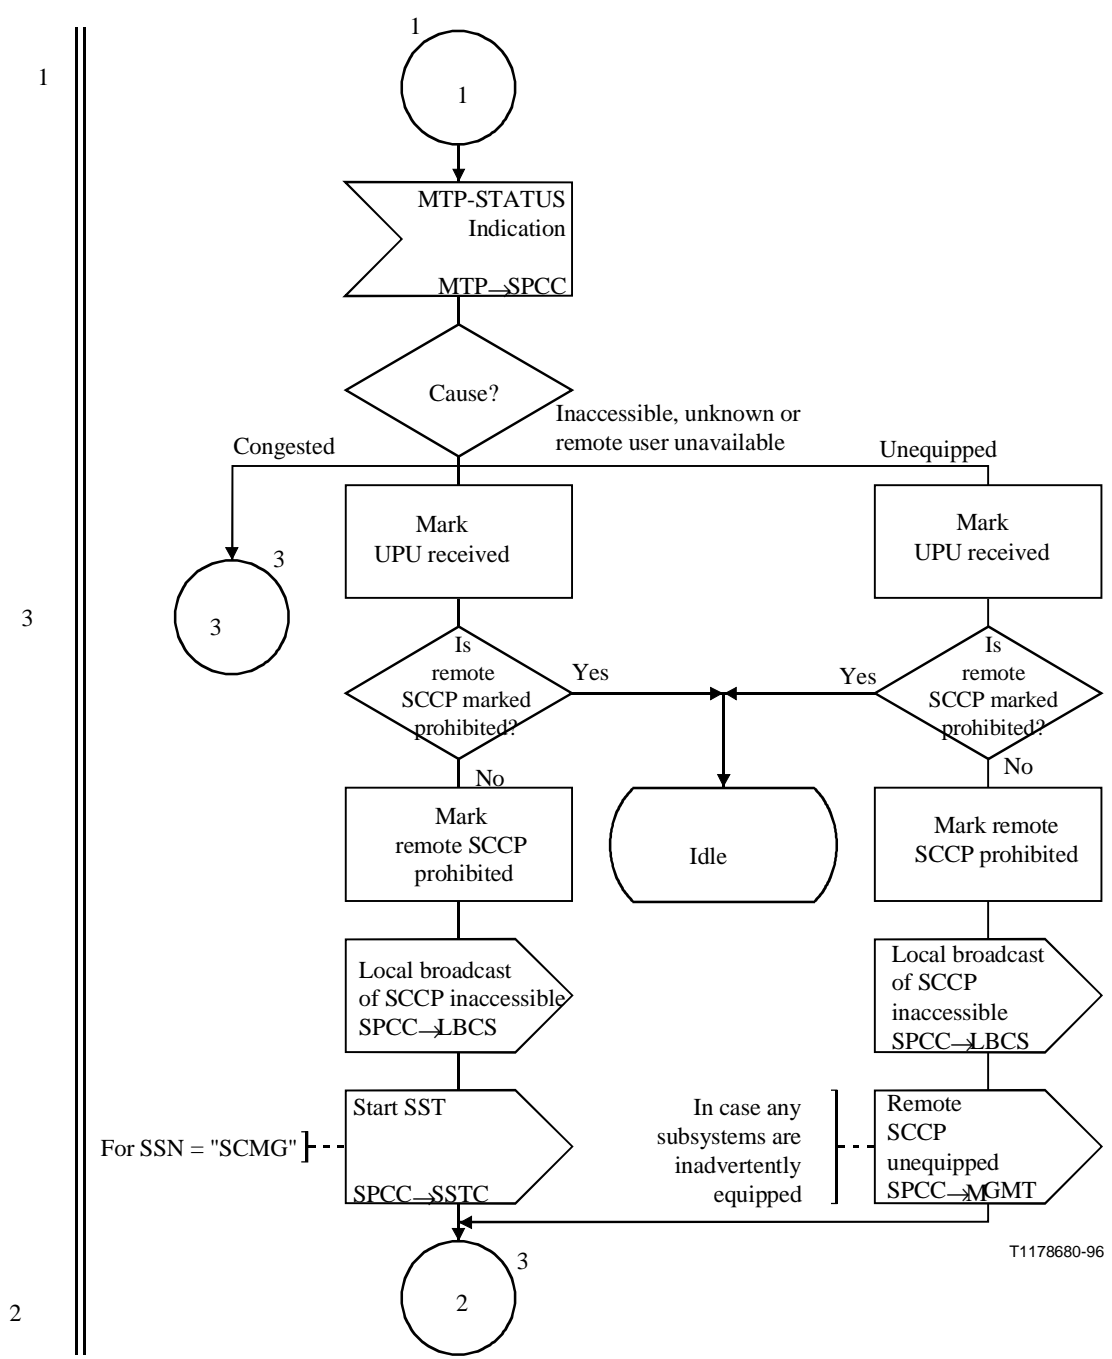 1
1
1
MTP-STATUS
Indication
MTP→SPCC
Cause?
Inaccessible, unknown or
remote user unavailable
Congested
Unequipped
Mark
UPU received
Mark
UPU received
3
3
3
Is
remote
SCCP marked
prohibited?
Yes
Yes
Is
remote
SCCP marked
prohibited?
No
No
Mark
remote SCCP
prohibited
Idle
Mark remote
SCCP prohibited
Local broadcast
of SCCP inaccessible
SPCC→LBCS
Local broadcast
of SCCP
inaccessible
SPCC→LBCS
For SSN = "SCMG"
Start SST
SPCC→SSTC
In case any
subsystems are
inadvertently
equipped
Remote
SCCP
unequipped
SPCC→MGMT
T1178680-96
3
2
2